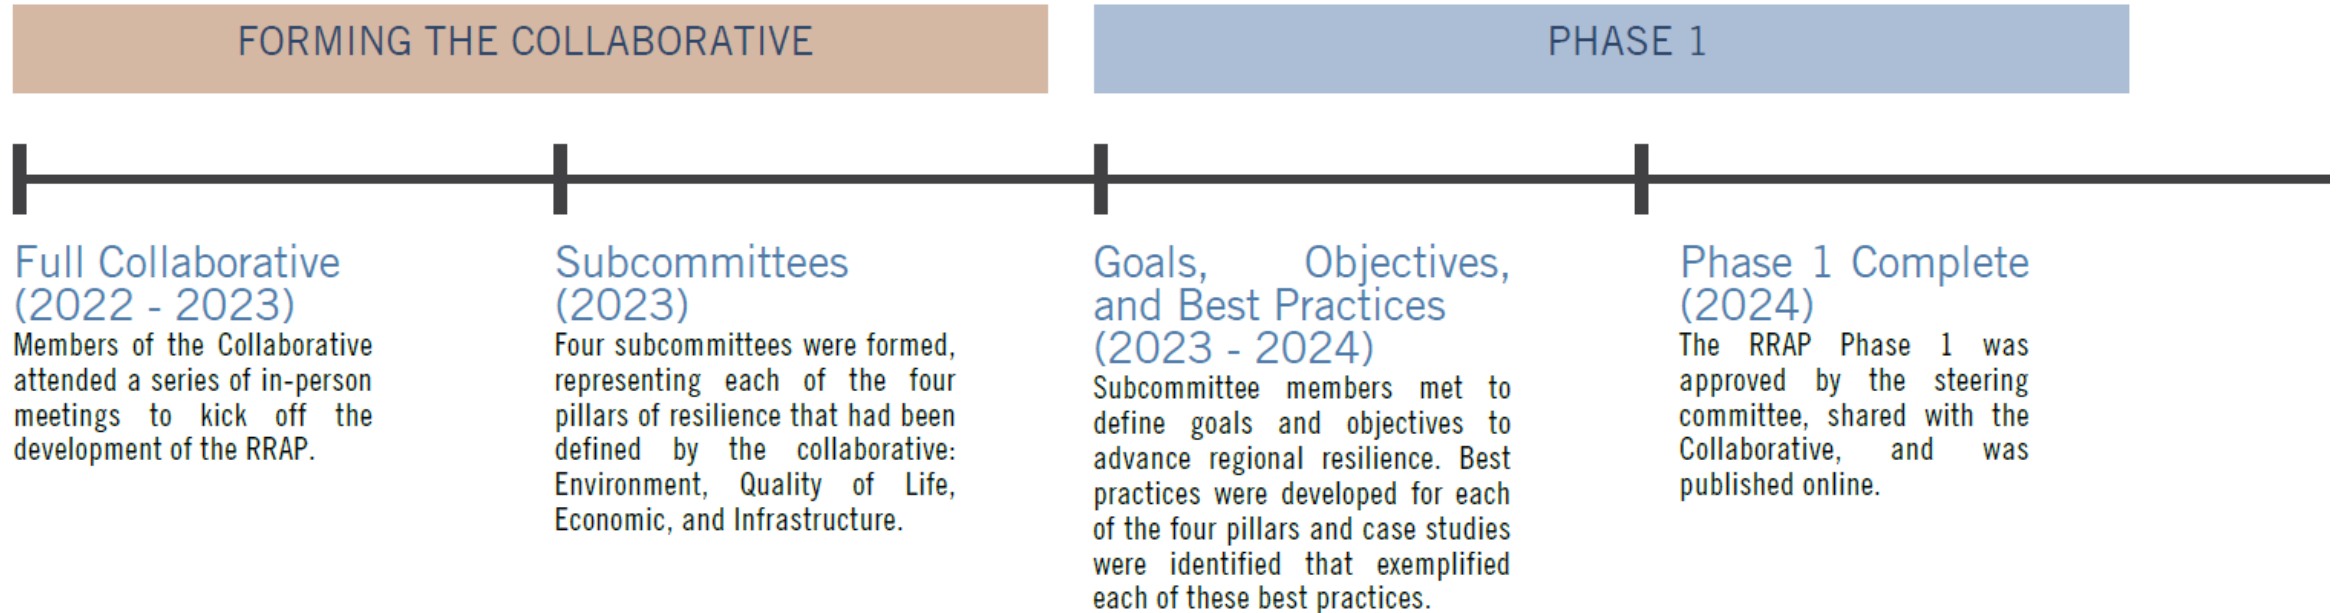 FORMING THE COLLABORATIVE
PHASE 1
Full Collaborative
(2022 - 2023)
Members of the Collaborative
attended a series of in-person
meetings to kick off the
development of the RRAP.
Subcommittees
(2023)
Four subcommittees were formed,
representing each of the four
pillars of resilience that had been
defined by the collaborative:
Environment, Quality of Life,
Economic, and Infrastructure.
Goals, Objectives,
and Best Practices
(2023 - 2024)
Subcommittee members met to
define goals and objectives to
advance regional resilience. Best
practices were developed for each
of the four pillars and case studies
were identified that exemplified
each of these best practices.
Phase 1 Complete
(2024)
The RRAP Phase 1 was
approved by the steering
committee, shared with the
Collaborative, and was
published online.